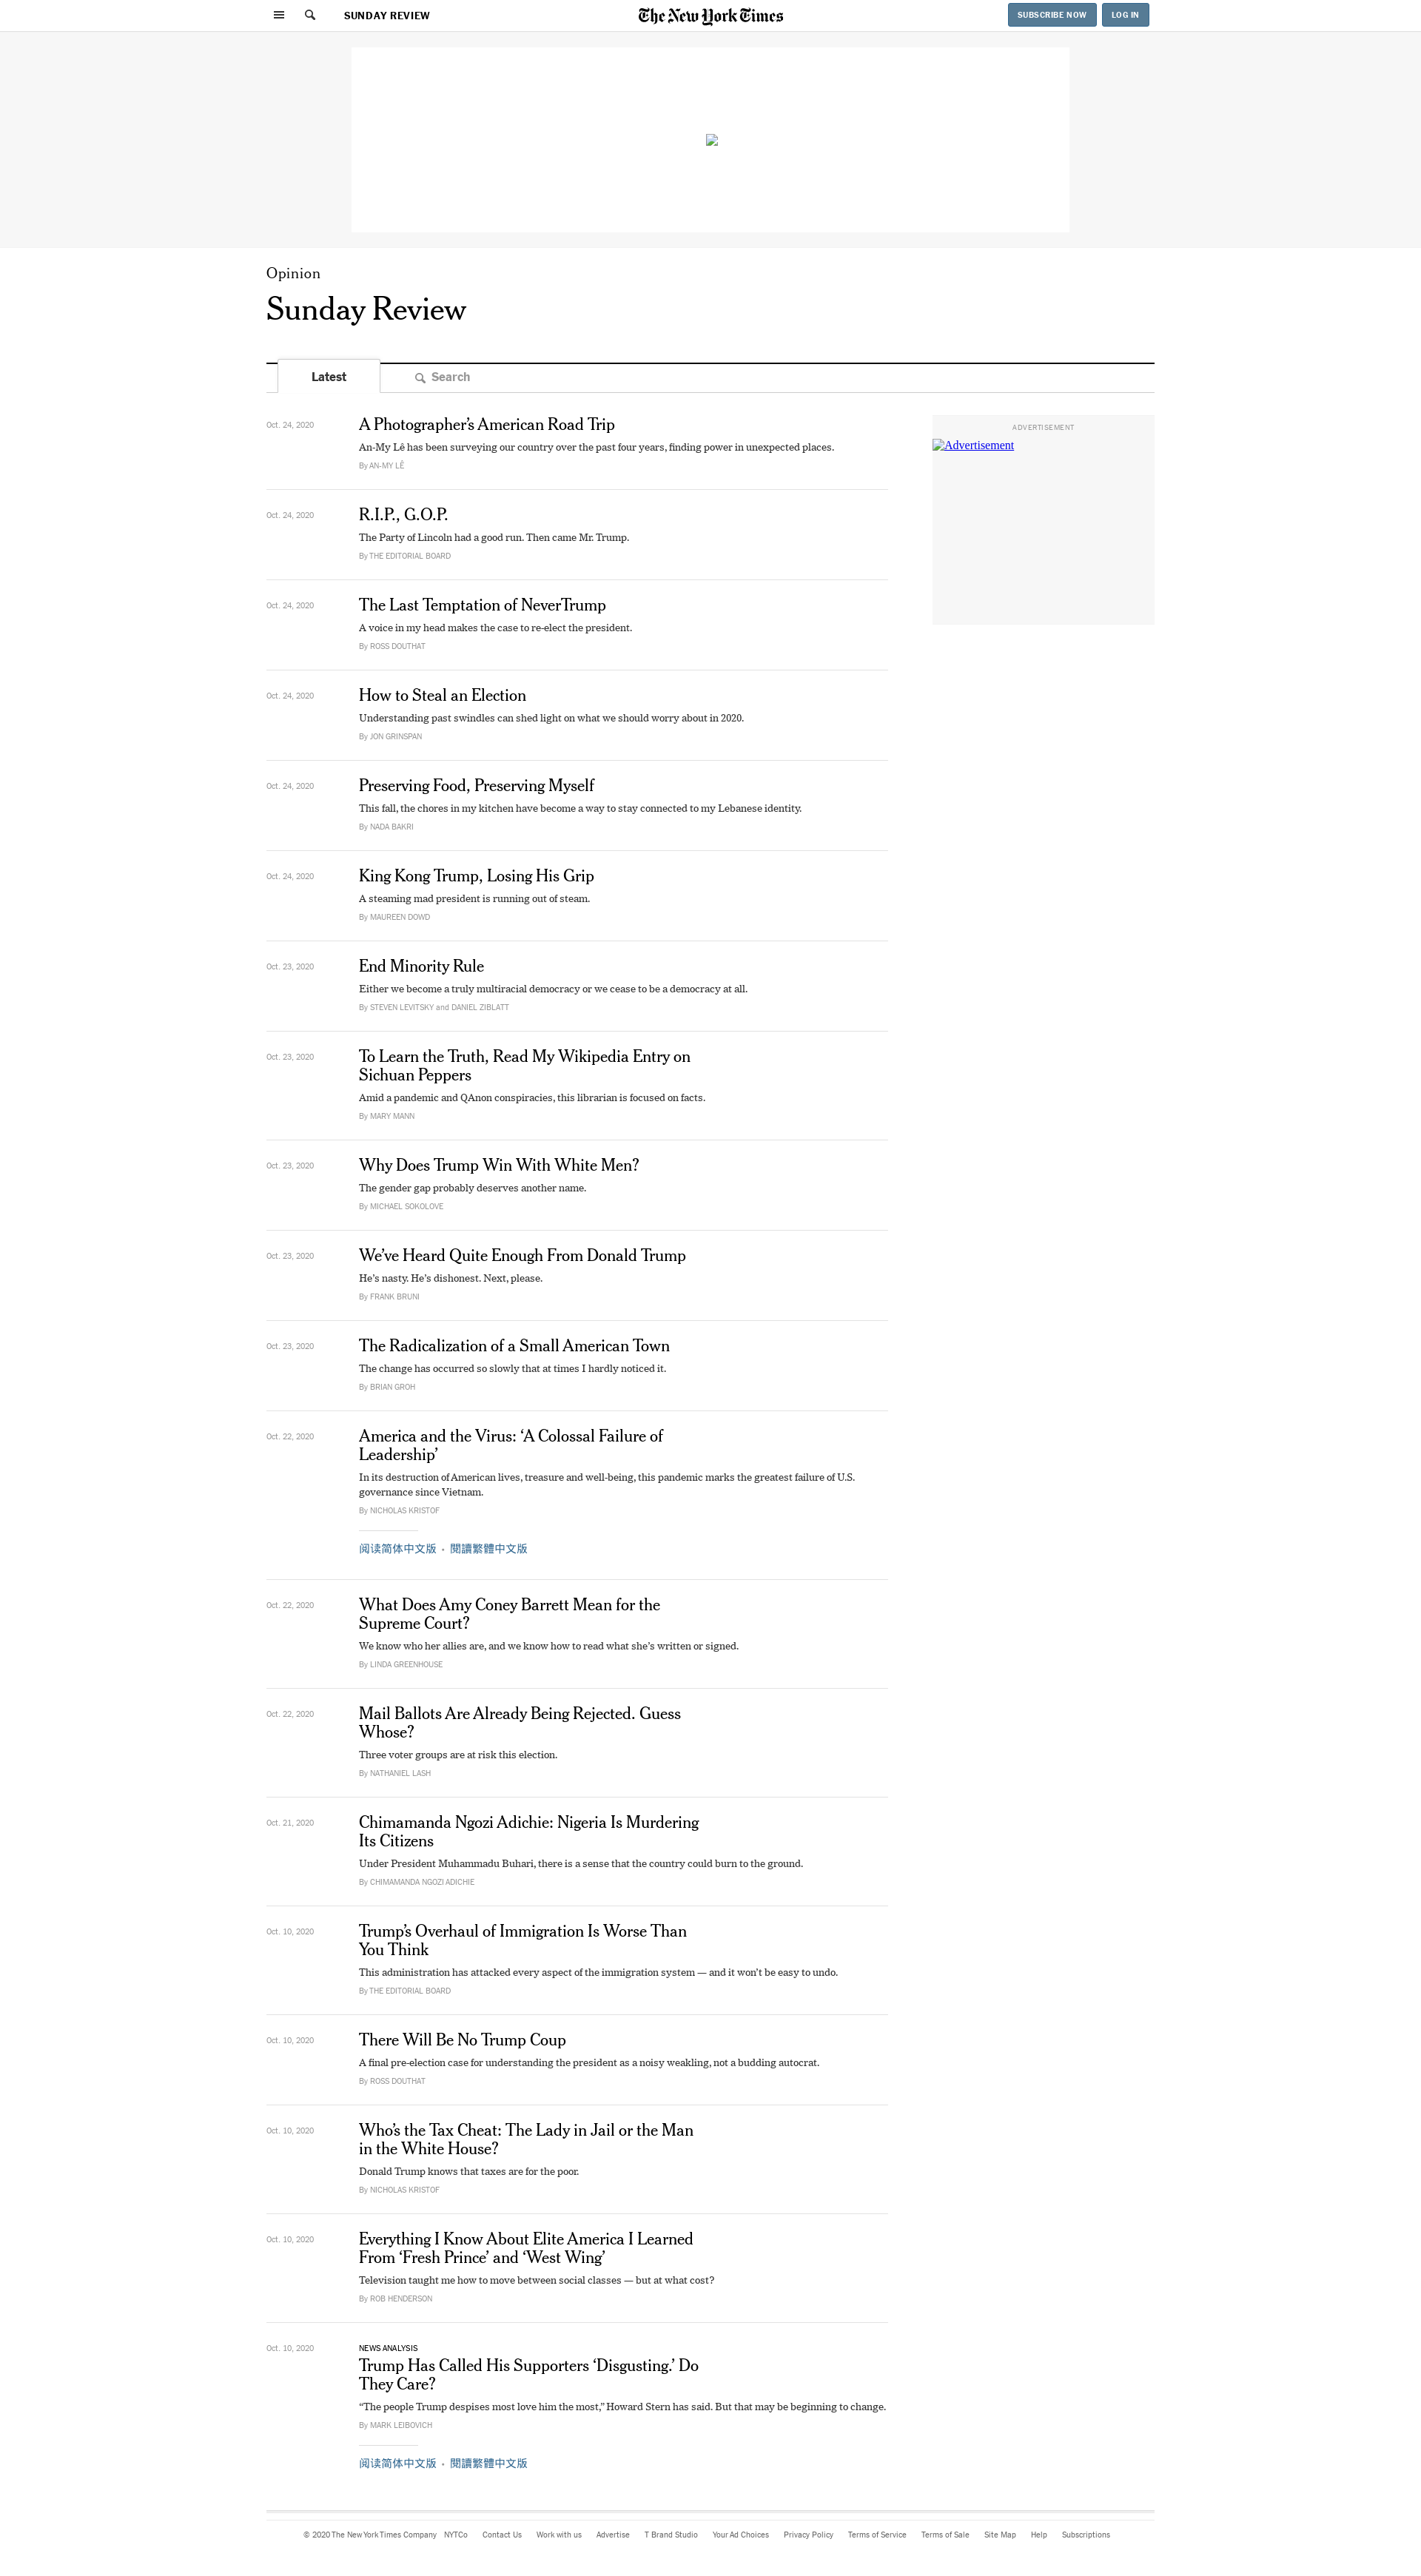 SUNDAY REVIEW
The New York Times
SUBSCRIBE NOW
LOG IN
Opinion
Sunday Review
Latest
Search
Oct. 24, 2020
A Photographer’s American Road Trip
An-My Lê has been surveying our country over the past four years, finding power in unexpected places.
By AN-MY LÊ
ADVERTISEMENT
Advertisement
Oct. 24, 2020
R.I.P., G.O.P.
The Party of Lincoln had a good run. Then came Mr. Trump.
By THE EDITORIAL BOARD
Oct. 24, 2020
The Last Temptation of NeverTrump
A voice in my head makes the case to re-elect the president.
By ROSS DOUTHAT
Oct. 24, 2020
How to Steal an Election
Understanding past swindles can shed light on what we should worry about in 2020.
By JON GRINSPAN
Oct. 24, 2020
Preserving Food, Preserving Myself
This fall, the chores in my kitchen have become a way to stay connected to my Lebanese identity.
By NADA BAKRI
Oct. 24, 2020
King Kong Trump, Losing His Grip
A steaming mad president is running out of steam.
By MAUREEN DOWD
Oct. 23, 2020
End Minority Rule
Either we become a truly multiracial democracy or we cease to be a democracy at all.
By STEVEN LEVITSKY and DANIEL ZIBLATT
Oct. 23, 2020
To Learn the Truth, Read My Wikipedia Entry on
Sichuan Peppers
Amid a pandemic and QAnon conspiracies, this librarian is focused on facts.
By MARY MANN
Oct. 23, 2020
Why Does Trump Win With White Men?
The gender gap probably deserves another name.
By MICHAEL SOKOLOVE
Oct. 23, 2020
We’ve Heard Quite Enough From Donald Trump
He’s nasty. He’s dishonest. Next, please.
By FRANK BRUNI
Oct. 23, 2020
The Radicalization of a Small American Town
The change has occurred so slowly that at times I hardly noticed it.
By BRIAN GROH
Oct. 22, 2020
America and the Virus: ‘A Colossal Failure of
Leadership’
In its destruction of American lives, treasure and well-being, this pandemic marks the greatest failure of U.S.
governance since Vietnam.
By NICHOLAS KRISTOF
阅读简体中文版 • 閱讀繁體中文版
Oct. 22, 2020
What Does Amy Coney Barrett Mean for the
Supreme Court?
We know who her allies are, and we know how to read what she’s written or signed.
By LINDA GREENHOUSE
Oct. 22, 2020
Mail Ballots Are Already Being Rejected. Guess
Whose?
Three voter groups are at risk this election.
By NATHANIEL LASH
Oct. 21, 2020
Chimamanda Ngozi Adichie: Nigeria Is Murdering
Its Citizens
Under President Muhammadu Buhari, there is a sense that the country could burn to the ground.
By CHIMAMANDA NGOZI ADICHIE
Oct. 10, 2020
Trump’s Overhaul of Immigration Is Worse Than
You Think
This administration has attacked every aspect of the immigration system — and it won’t be easy to undo.
By THE EDITORIAL BOARD
Oct. 10, 2020
There Will Be No Trump Coup
A final pre-election case for understanding the president as a noisy weakling, not a budding autocrat.
By ROSS DOUTHAT
Oct. 10, 2020
Who’s the Tax Cheat: The Lady in Jail or the Man
in the White House?
Donald Trump knows that taxes are for the poor.
By NICHOLAS KRISTOF
Oct. 10, 2020
Everything I Know About Elite America I Learned
From ‘Fresh Prince’ and ‘West Wing’
Television taught me how to move between social classes — but at what cost?
By ROB HENDERSON
Oct. 10, 2020
NEWS ANALYSIS
Trump Has Called His Supporters ‘Disgusting.’ Do
They Care?
“The people Trump despises most love him the most,” Howard Stern has said. But that may be beginning to change.
By MARK LEIBOVICH
阅读简体中文版 • 閱讀繁體中文版
© 2020 The New York Times Company NYTCo Contact Us Work with us Advertise T Brand Studio Your Ad Choices Privacy Policy Terms of Service Terms of Sale Site Map Help Subscriptions